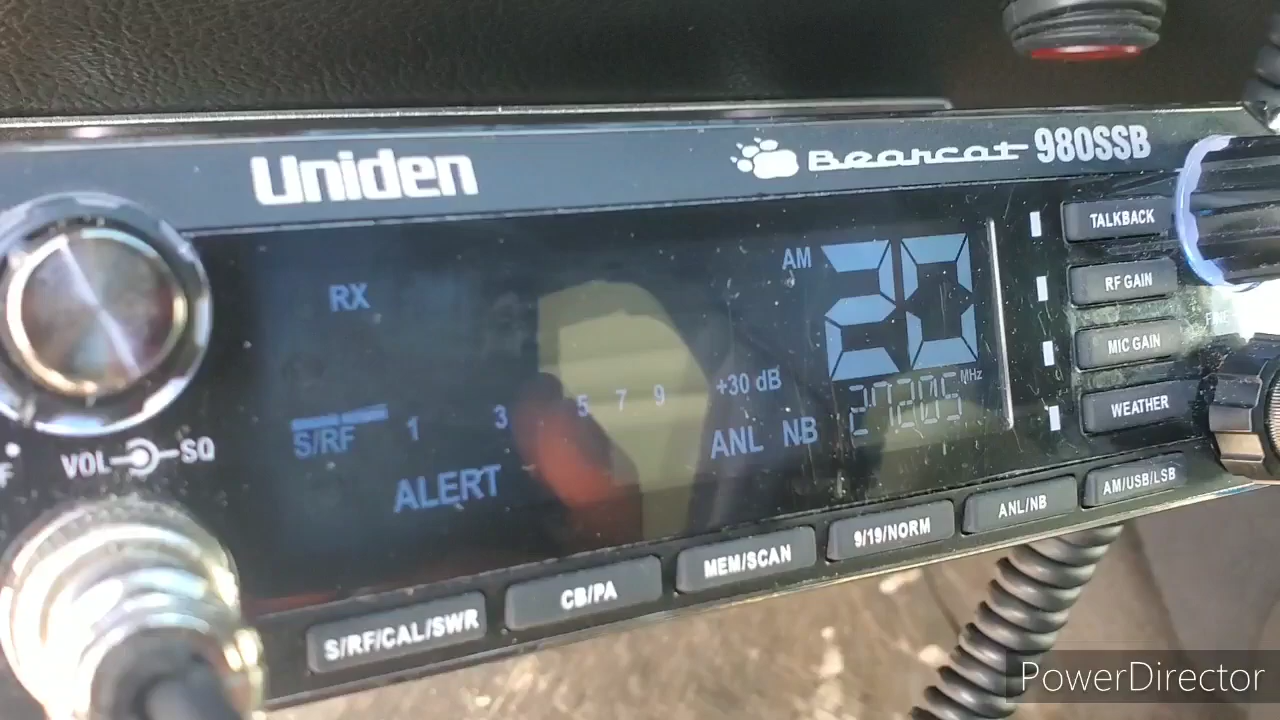 Uniden
Bearcat 980SSB
RX
AM 20
27.205 MHz
S/RF 1 3 5 7 9 +30 dB
ALERT
ANL NB
VOL SQ
TALKBACK
RF GAIN
MIC GAIN
WEATHER
S/RF/CAL/SWR
CB/PA
MEM/SCAN
9/19/NORM
ANL/NB
AM/USB/LSB
PowerDirector